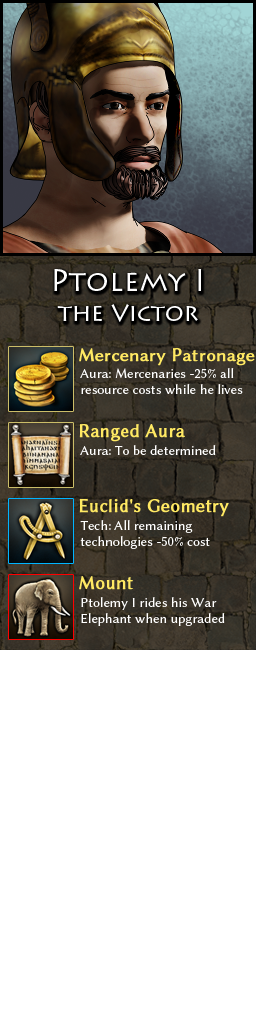 Ptolemy I
the Victor
Mercenary Patronage
Aura: Mercenaries -25% all
resource costs while he lives
Ranged Aura
Aura: To be determined
Euclid's Geometry
Tech: All remaining
technologies -50% cost
Mount
Ptolemy I rides his War
Elephant when upgraded